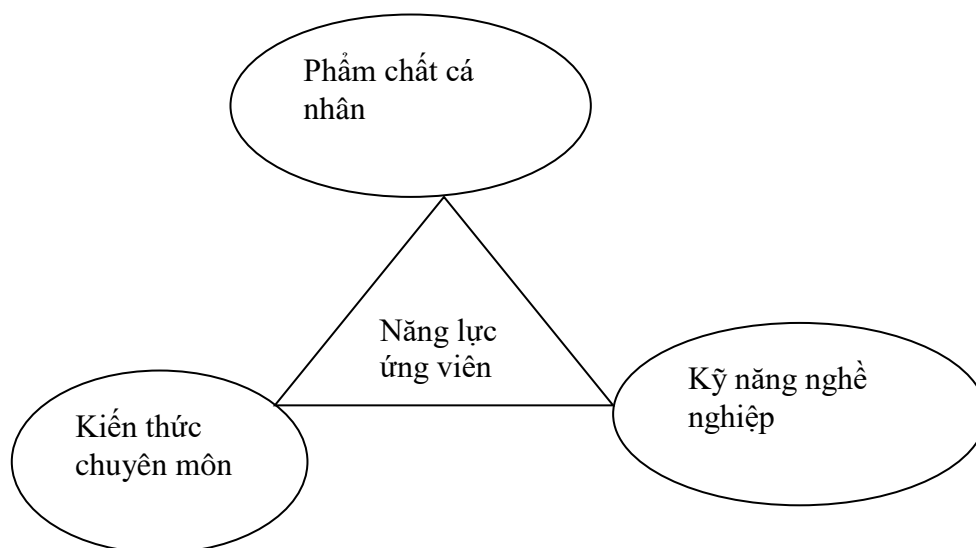 Phẩm chất cá
nhân
Năng lực
ứng viên
Kỹ năng nghề
nghiệp
Kiến thức
chuyên môn